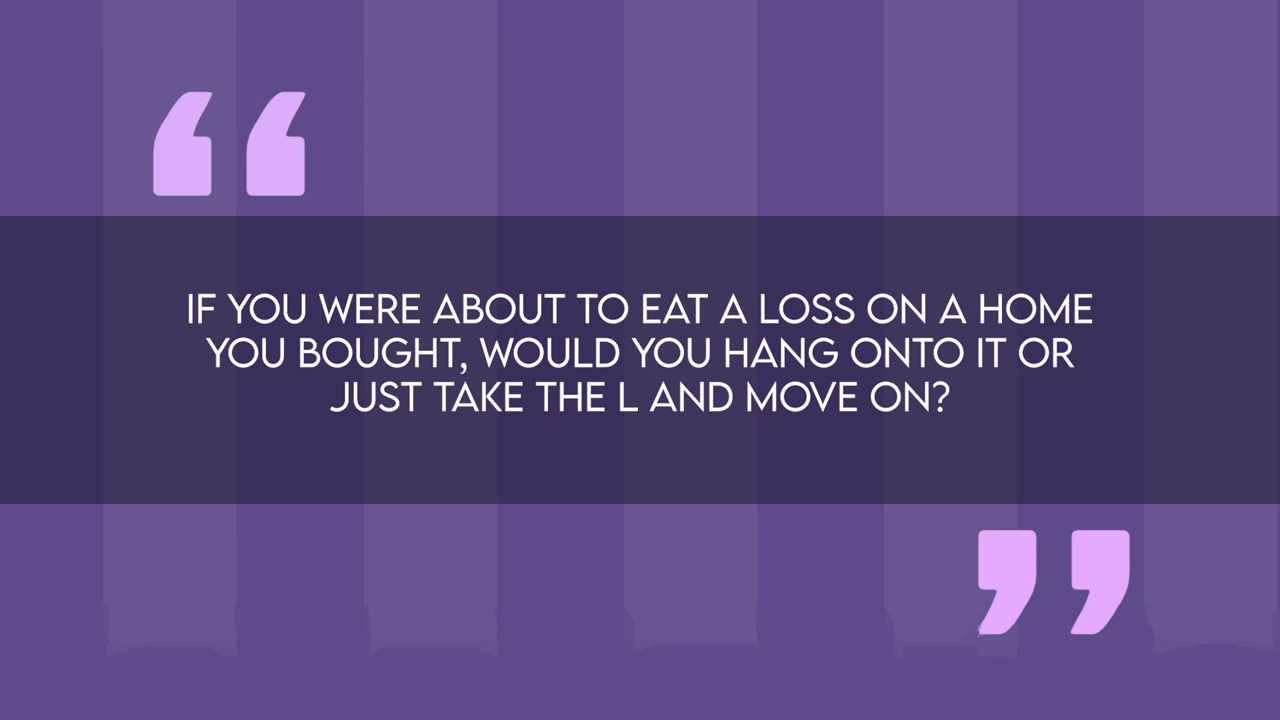 “
IF YOU WERE ABOUT TO EAT A LOSS ON A HOME
YOU BOUGHT, WOULD YOU HANG ONTO IT OR
JUST TAKE THE L AND MOVE ON?
”